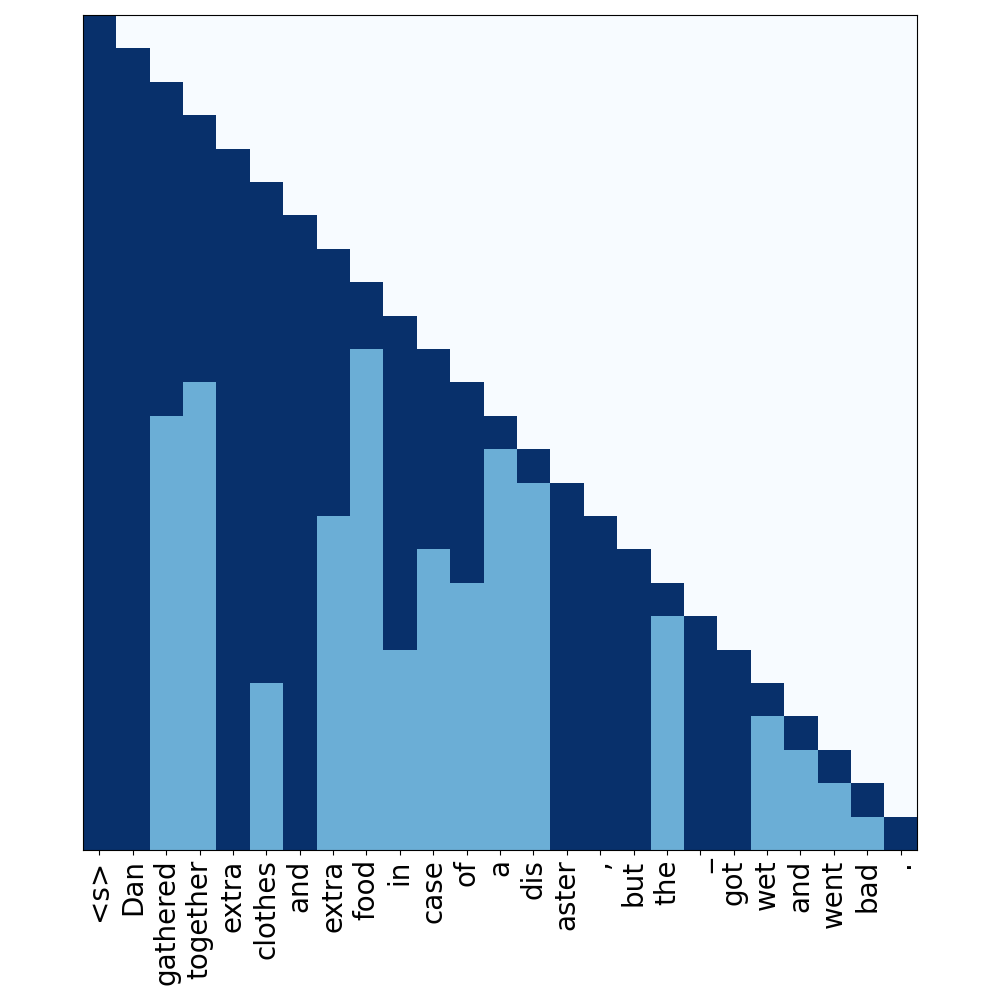 <s> Dan gathered together extra clothes and extra food in case of a dis aster , but the _ got wet and went bad .